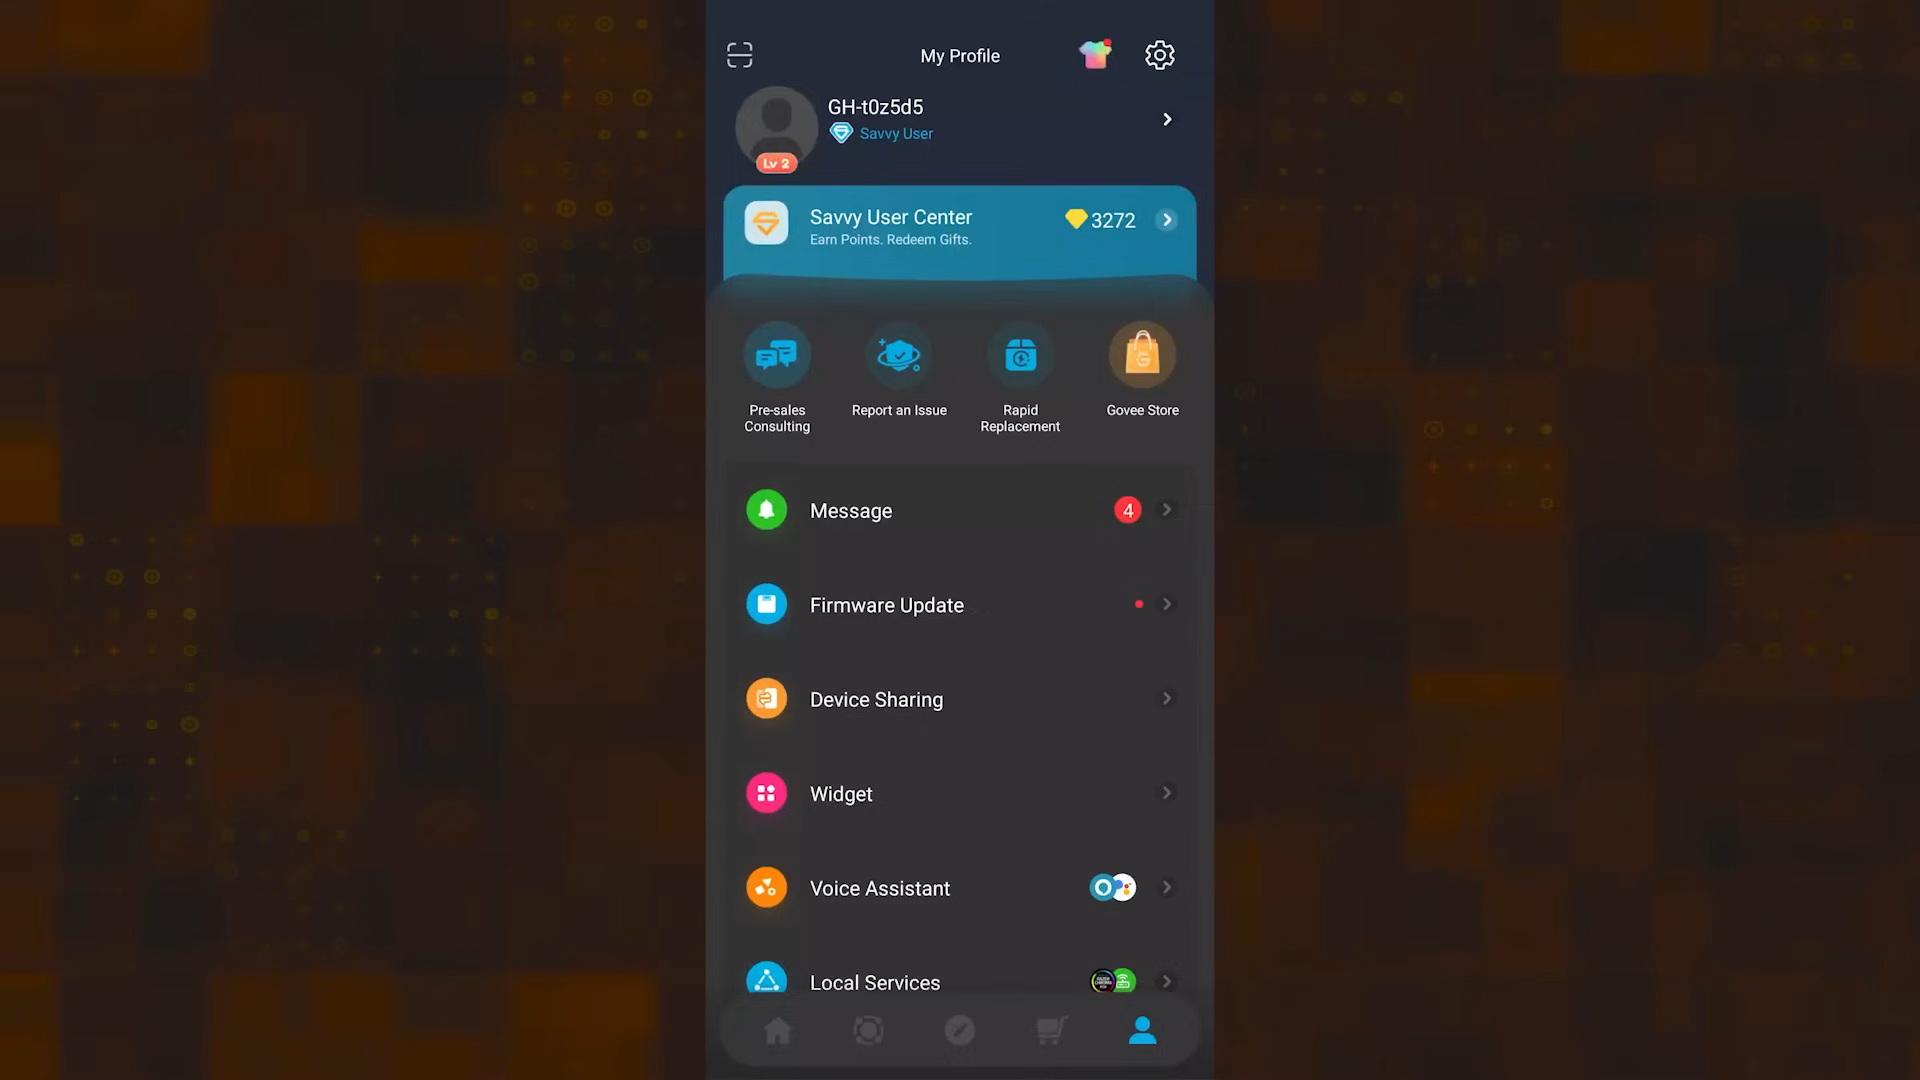 My Profile
GH-t0z5d5
Savvy User
Lv 2
Savvy User Center
3272
Earn Points. Redeem Gifts.
Pre-sales
Consulting
Report an Issue
Rapid
Replacement
Govee Store
Message
4
Firmware Update
Device Sharing
Widget
Voice Assistant
Local Services